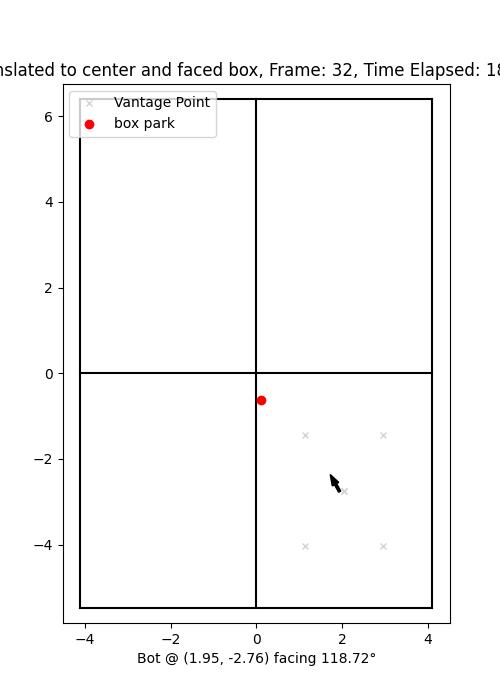 nslated to center and faced box, Frame: 32, Time Elapsed: 18
Vantage Point
box park
6
4
2
0
−2
−4
−4
−2
0
2
4
Bot @ (1.95, -2.76) facing 118.72°